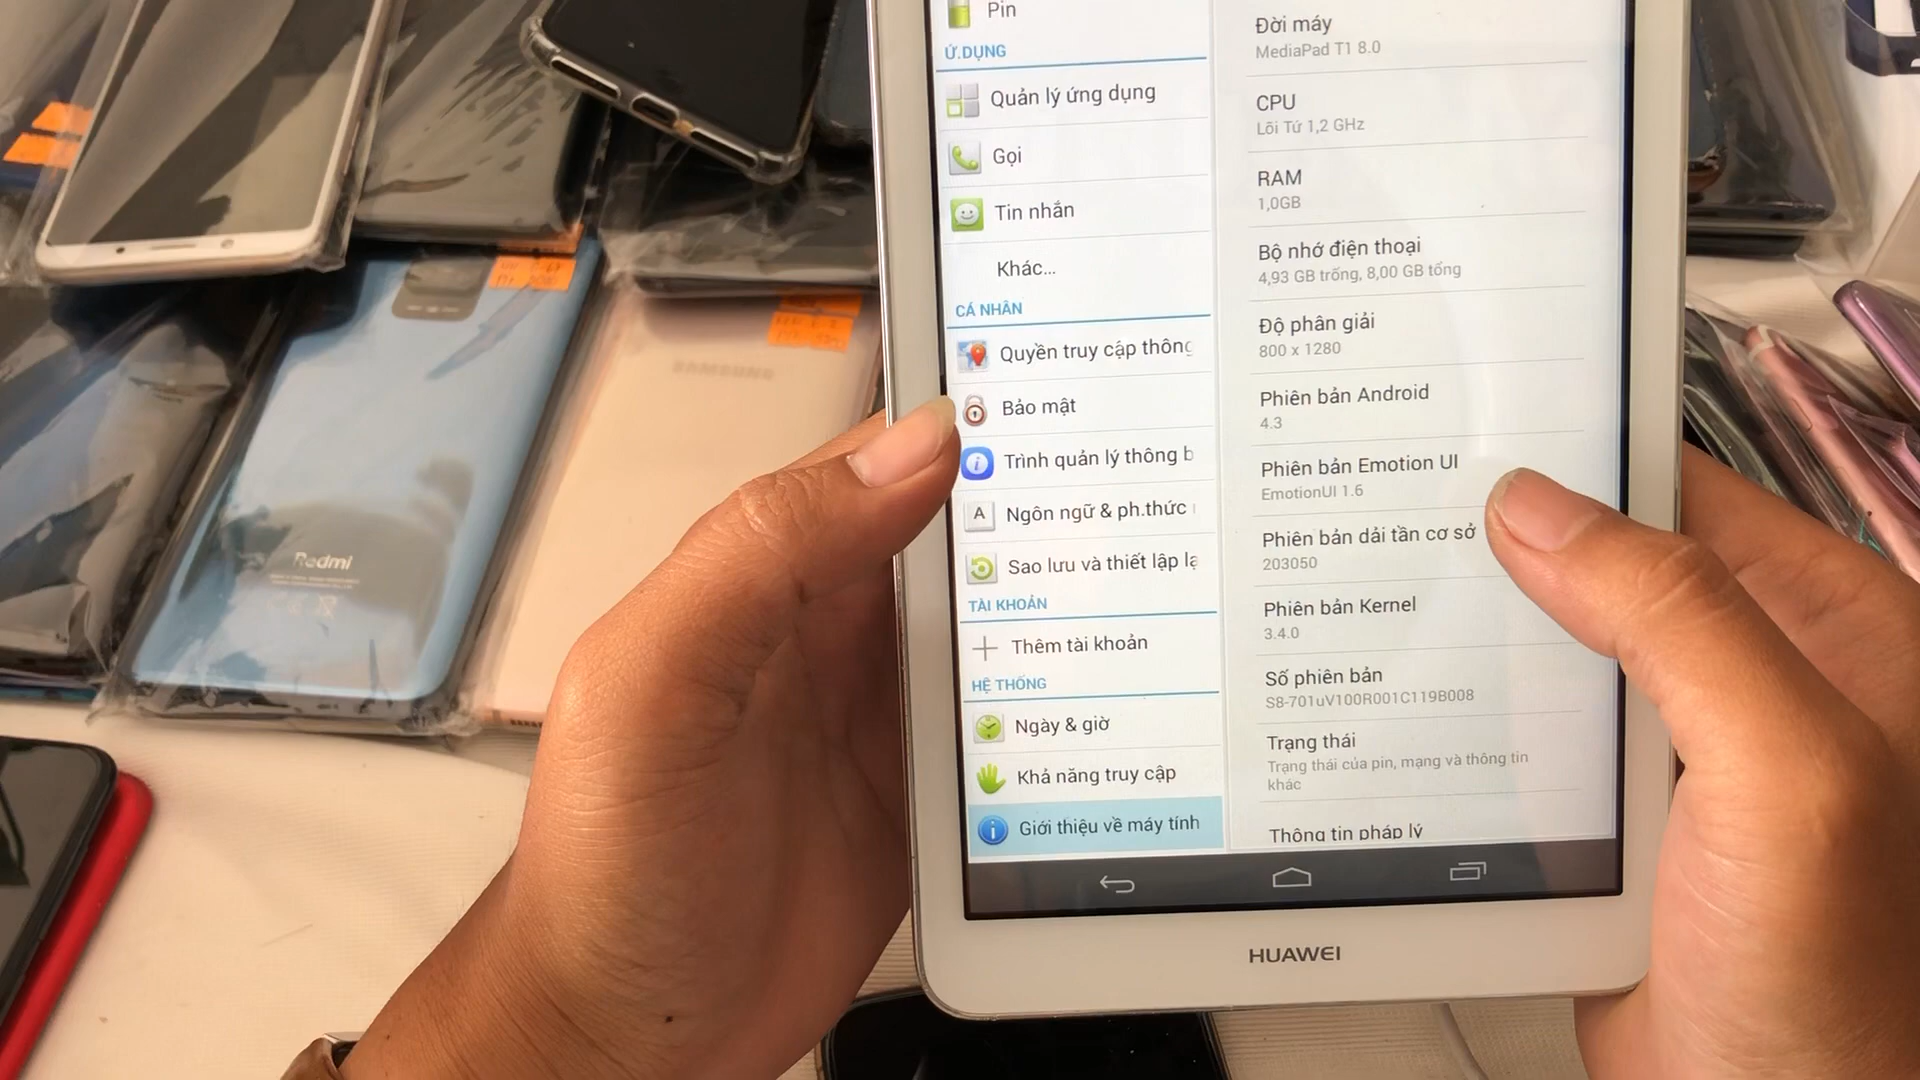 Pin
Ứ.DỤNG
Quản lý ứng dụng
Gọi
Tin nhắn
Khác...
CÁ NHÂN
Quyền truy cập thông
Bảo mật
Trình quản lý thông b
Ngôn ngữ & ph.thức
Sao lưu và thiết lập lạ
TÀI KHOẢN
Thêm tài khoản
HỆ THỐNG
Ngày & giờ
Khả năng truy cập
Giới thiệu về máy tính
Đời máy
MediaPad T1 8.0
CPU
Lõi Tứ 1,2 GHz
RAM
1,0GB
Bộ nhớ điện thoại
4,93 GB trống, 8,00 GB tổng
Độ phân giải
800 x 1280
Phiên bản Android
4.3
Phiên bản Emotion UI
EmotionUI 1.6
Phiên bản dải tần cơ sở
203050
Phiên bản Kernel
3.4.0
Số phiên bản
S8-701uV100R001C119B008
Trạng thái
Trạng thái của pin, mạng và thông tin
khác
Thông tin pháp lý
HUAWEI
Redmi
SAMSUNG